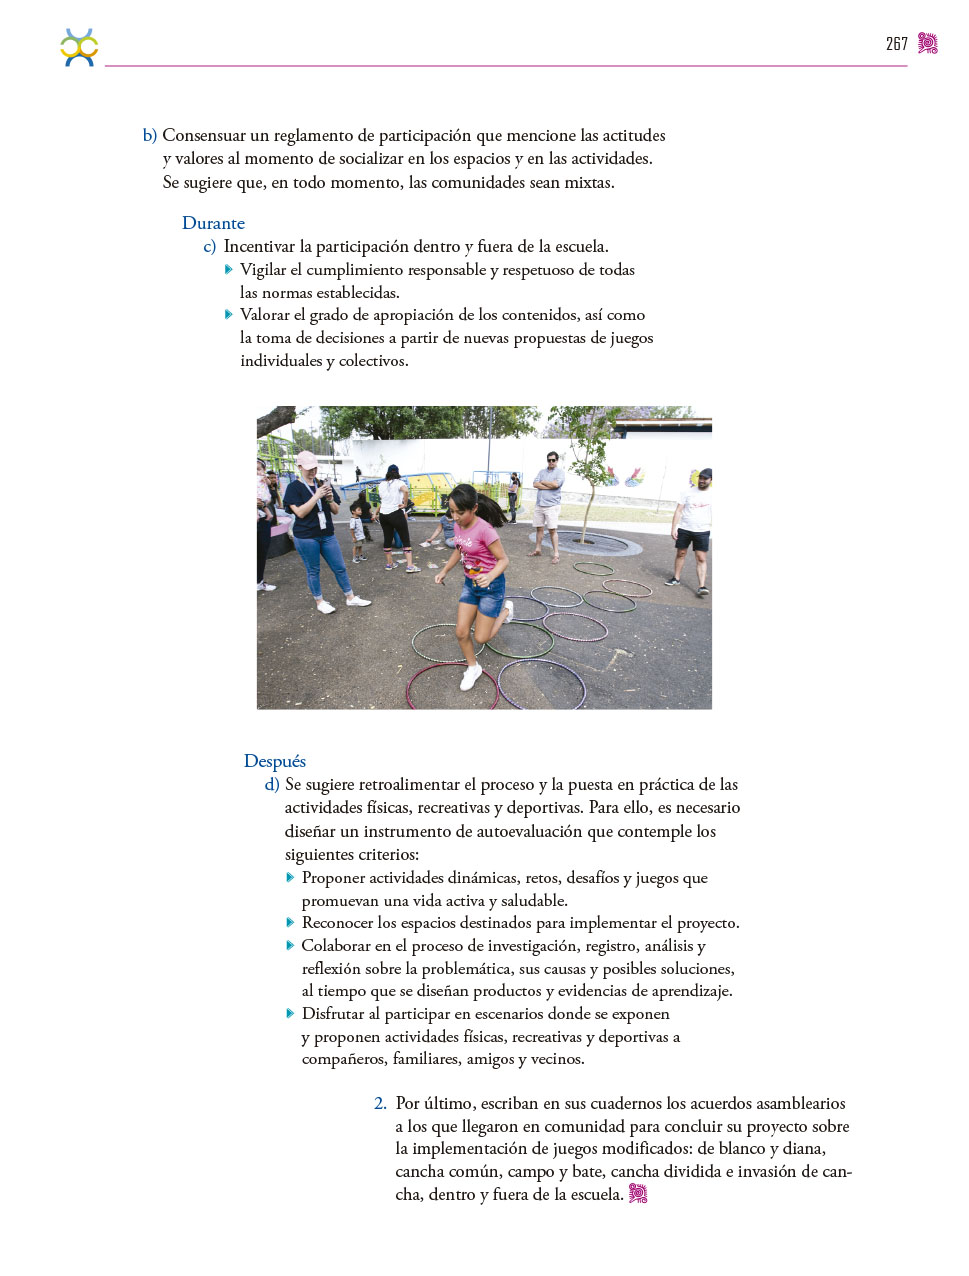 267
b) Consensuar un reglamento de participación que mencione las actitudes
y valores al momento de socializar en los espacios y en las actividades.
Se sugiere que, en todo momento, las comunidades sean mixtas.
Durante
c) Incentivar la participación dentro y fuera de la escuela.
Vigilar el cumplimiento responsable y respetuoso de todas
las normas establecidas.
Valorar el grado de apropiación de los contenidos, así como
la toma de decisiones a partir de nuevas propuestas de juegos
individuales y colectivos.
Después
d) Se sugiere retroalimentar el proceso y la puesta en práctica de las
actividades físicas, recreativas y deportivas. Para ello, es necesario
diseñar un instrumento de autoevaluación que contemple los
siguientes criterios:
Proponer actividades dinámicas, retos, desafíos y juegos que
promuevan una vida activa y saludable.
Reconocer los espacios destinados para implementar el proyecto.
Colaborar en el proceso de investigación, registro, análisis y
reflexión sobre la problemática, sus causas y posibles soluciones,
al tiempo que se diseñan productos y evidencias de aprendizaje.
Disfrutar al participar en escenarios donde se exponen
y proponen actividades físicas, recreativas y deportivas a
compañeros, familiares, amigos y vecinos.
2. Por último, escriban en sus cuadernos los acuerdos asamblearios
a los que llegaron en comunidad para concluir su proyecto sobre
la implementación de juegos modificados: de blanco y diana,
cancha común, campo y bate, cancha dividida e invasión de can-
cha, dentro y fuera de la escuela.